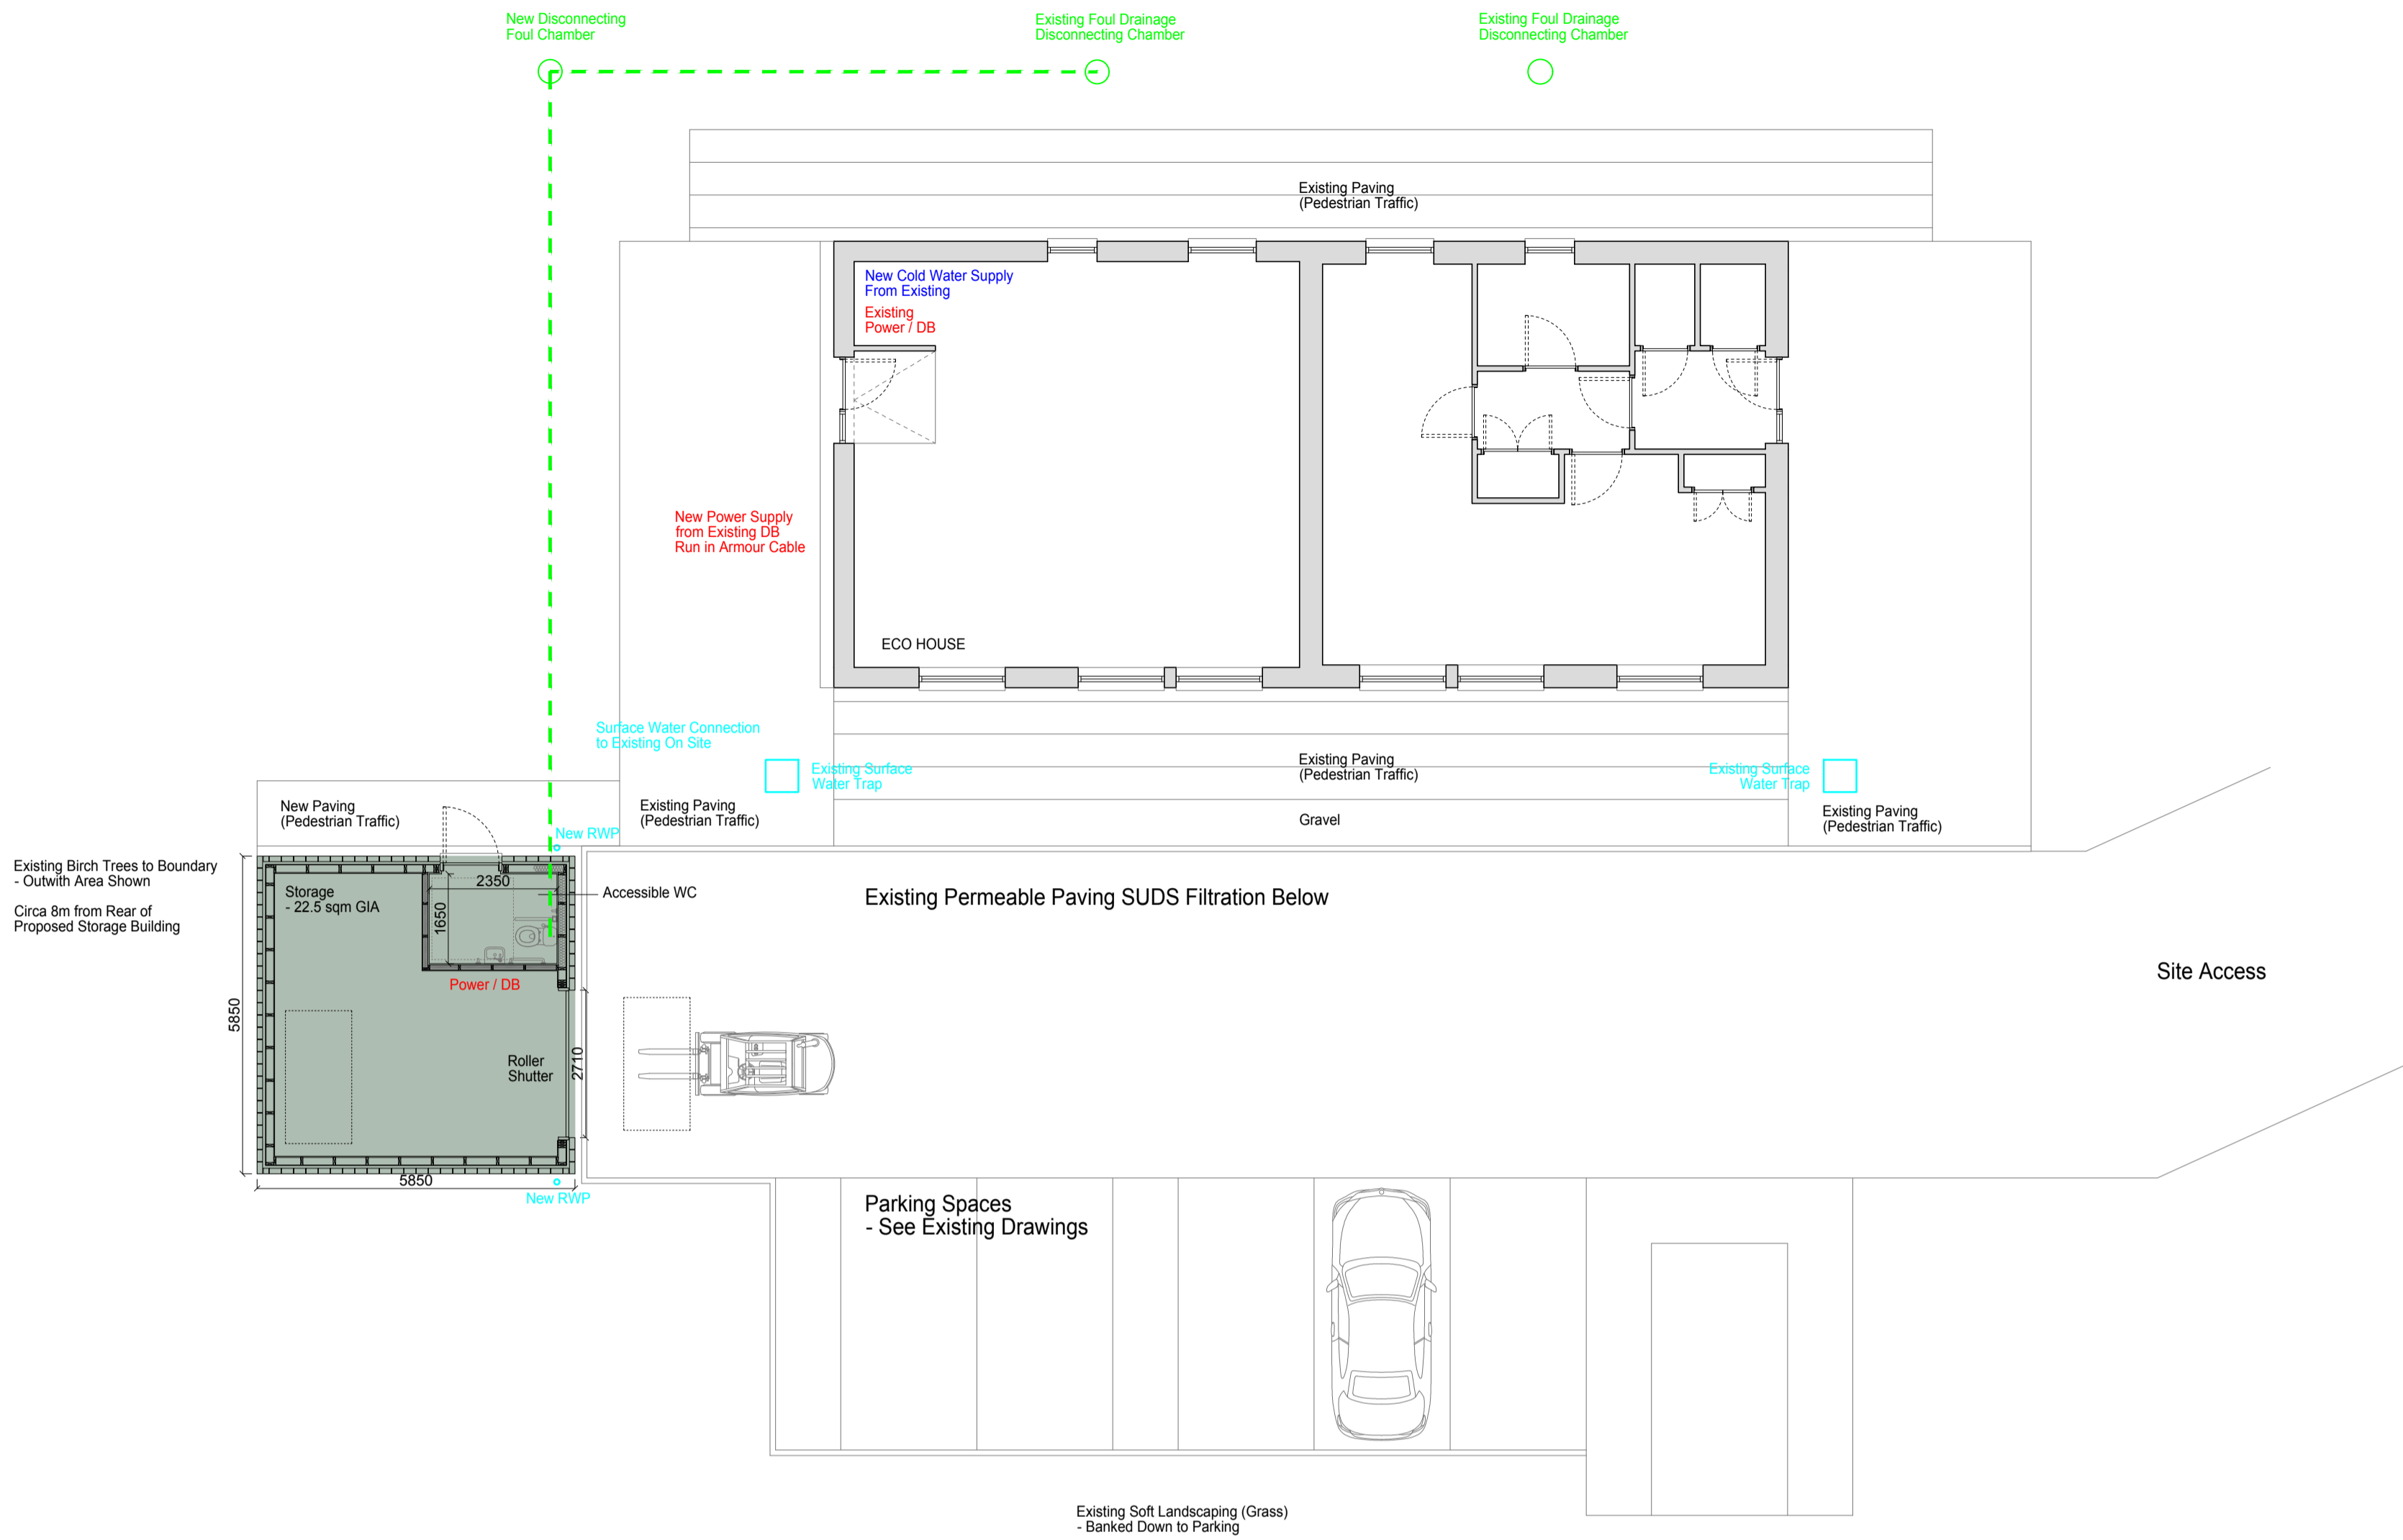 New Disconnecting
Foul Chamber
Existing Foul Drainage
Disconnecting Chamber
Existing Foul Drainage
Disconnecting Chamber
Existing Paving
(Pedestrian Traffic)
New Cold Water Supply
From Existing
Existing
Power / DB
New Power Supply
from Existing DB
Run in Armour Cable
ECO HOUSE
Surface Water Connection
to Existing On Site
Existing Surface
Water Trap
Existing Paving
(Pedestrian Traffic)
Existing Surface
Water Trap
New Paving
(Pedestrian Traffic)
Existing Paving
(Pedestrian Traffic)
Gravel
Existing Paving
(Pedestrian Traffic)
New RWP
Existing Birch Trees to Boundary
- Outwith Area Shown
Circa 8m from Rear of
Proposed Storage Building
Storage
- 22.5 sqm GIA
2350
1650
Accessible WC
Existing Permeable Paving SUDS Filtration Below
Site Access
Power / DB
5850
Roller
Shutter
2710
5850
New RWP
Parking Spaces
- See Existing Drawings
Existing Soft Landscaping (Grass)
- Banked Down to Parking